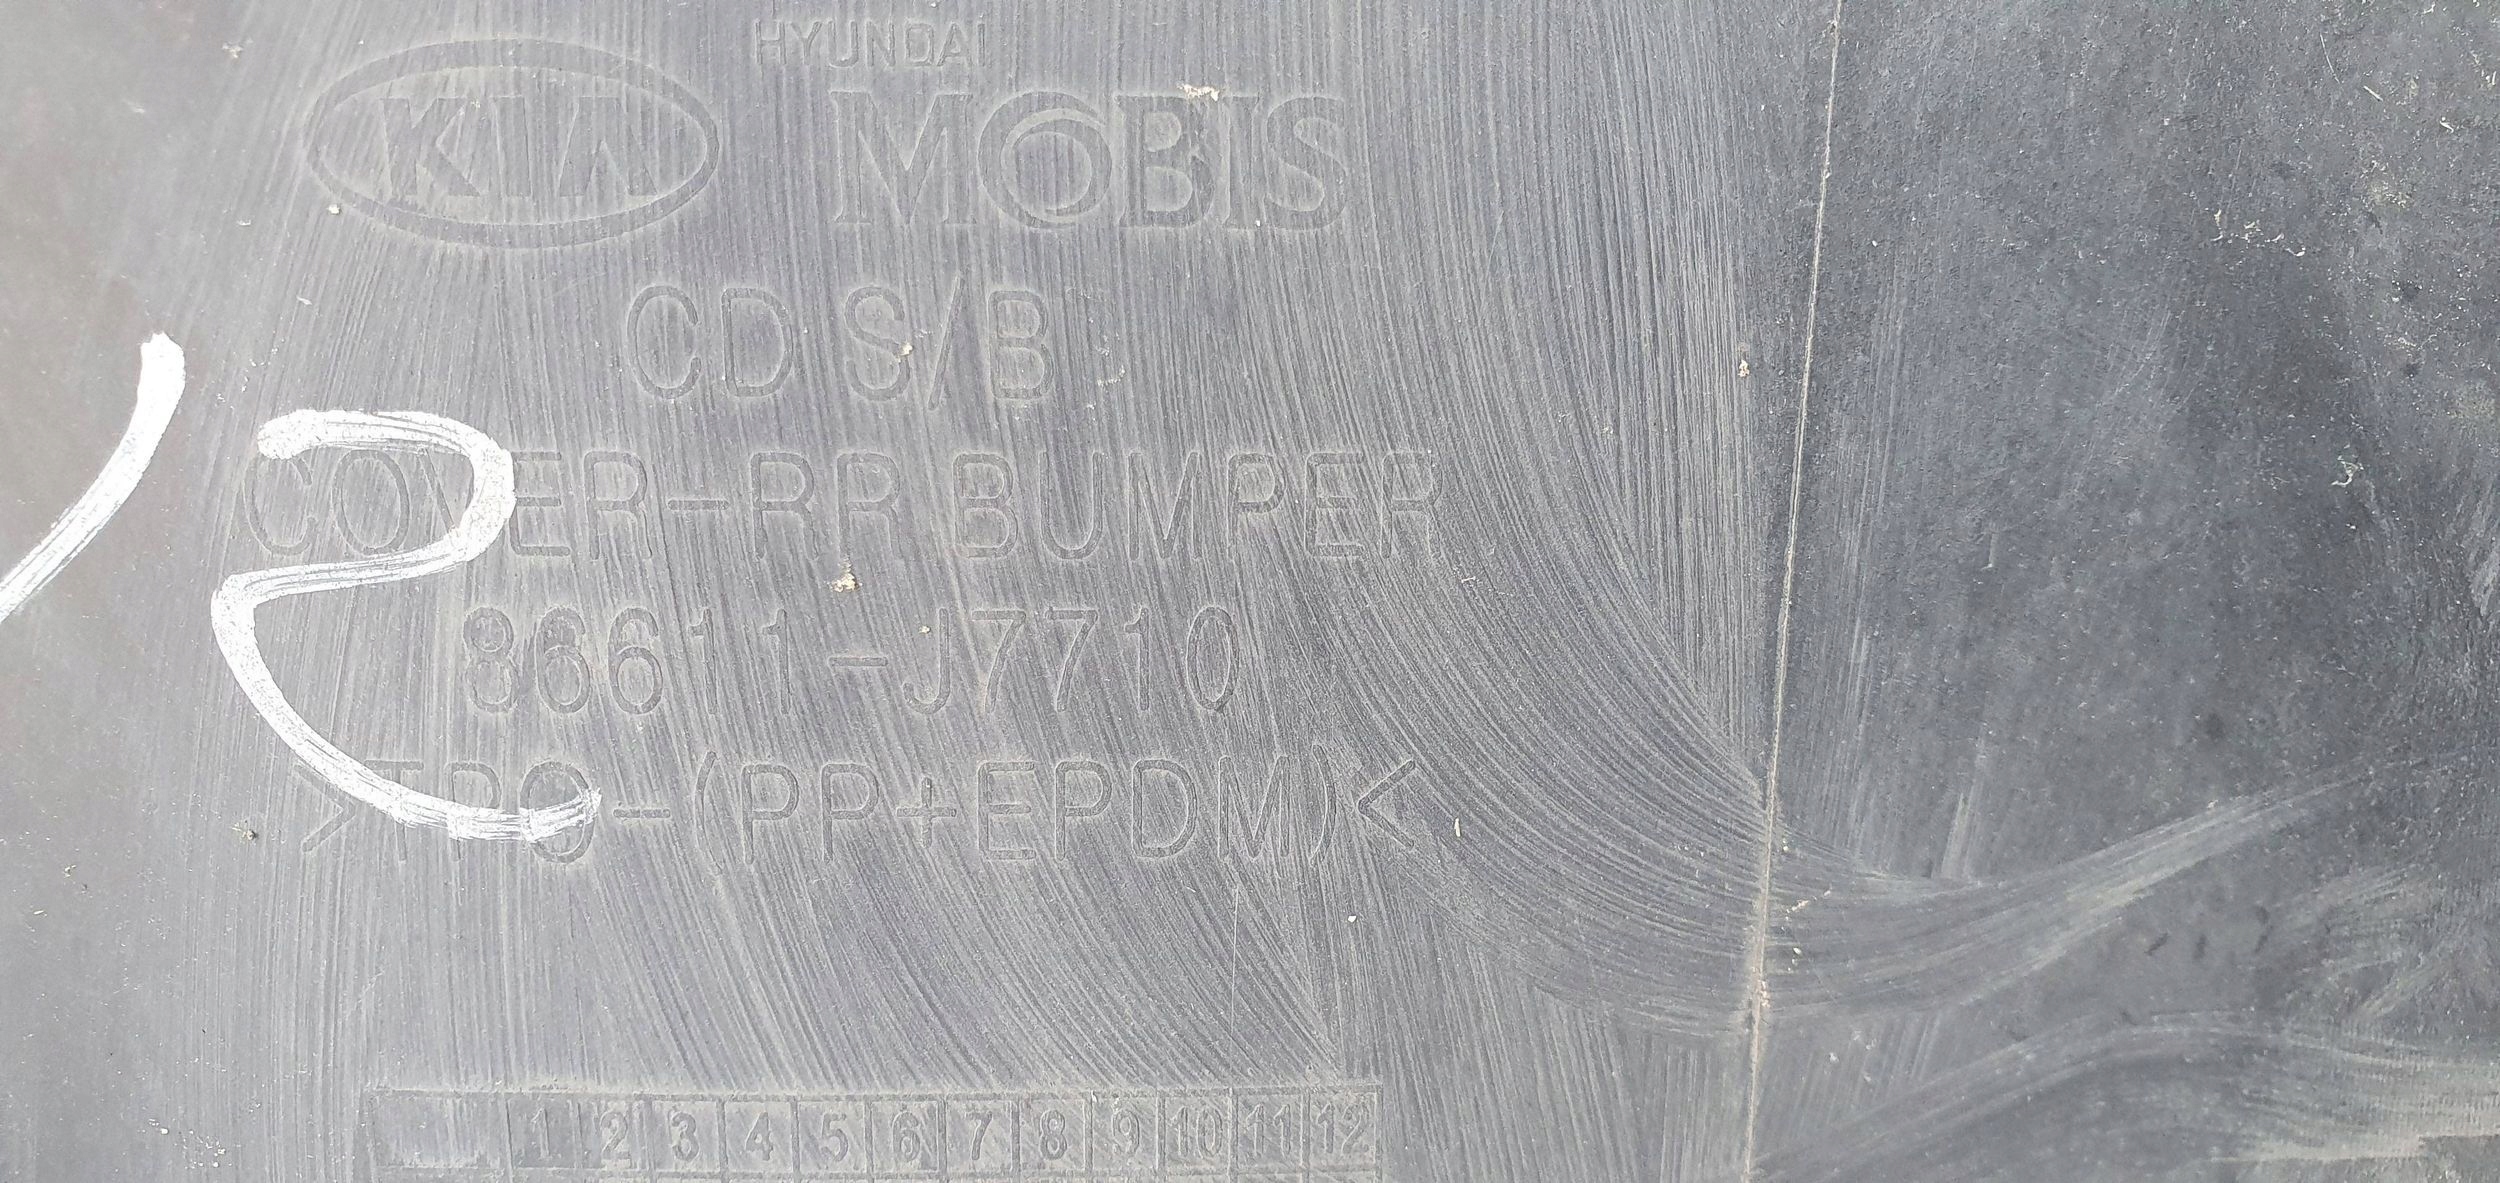 HYUNDAI
KIA MOBIS
CD S/B
COVER-RR BUMPER
86611-J7710
>TPO-(PP+EPDM)<
1 2 3 4 5 6 7 8 9 10 11 12